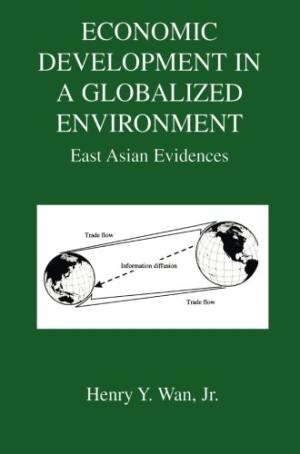 ECONOMIC
DEVELOPMENT IN
A GLOBALIZED
ENVIRONMENT
East Asian Evidences
Trade flow
Information diffusion
Trade flow
Henry Y. Wan, Jr.